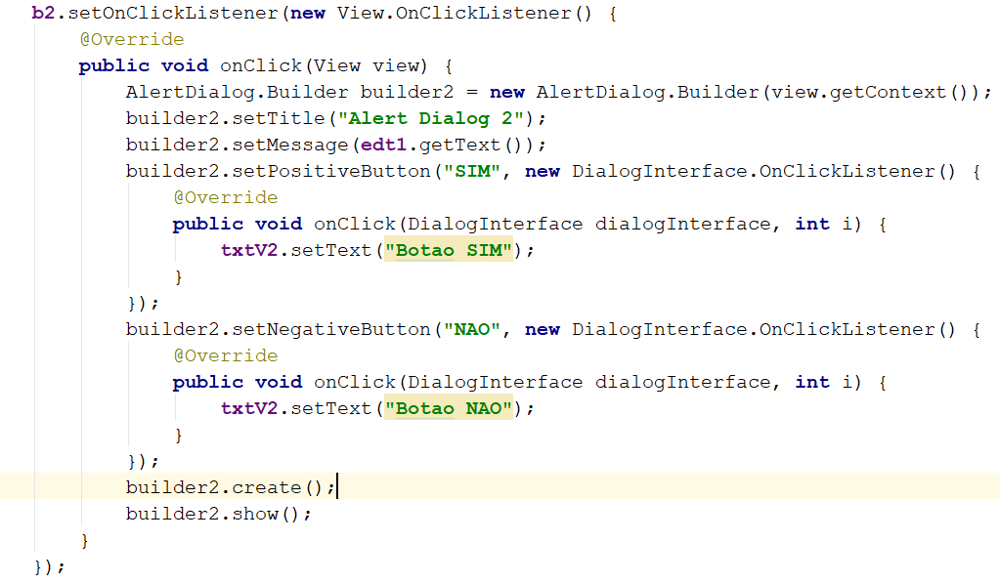 b2.setOnClickListener(new View.OnClickListener() {
    @Override
    public void onClick(View view) {
        AlertDialog.Builder builder2 = new AlertDialog.Builder(view.getContext());
        builder2.setTitle("Alert Dialog 2");
        builder2.setMessage(edt1.getText());
        builder2.setPositiveButton("SIM", new DialogInterface.OnClickListener() {
            @Override
            public void onClick(DialogInterface dialogInterface, int i) {
                txtV2.setText("Botao SIM");
            }
        });
        builder2.setNegativeButton("NAO", new DialogInterface.OnClickListener() {
            @Override
            public void onClick(DialogInterface dialogInterface, int i) {
                txtV2.setText("Botao NAO");
            }
        });
        builder2.create();
        builder2.show();
    }
});